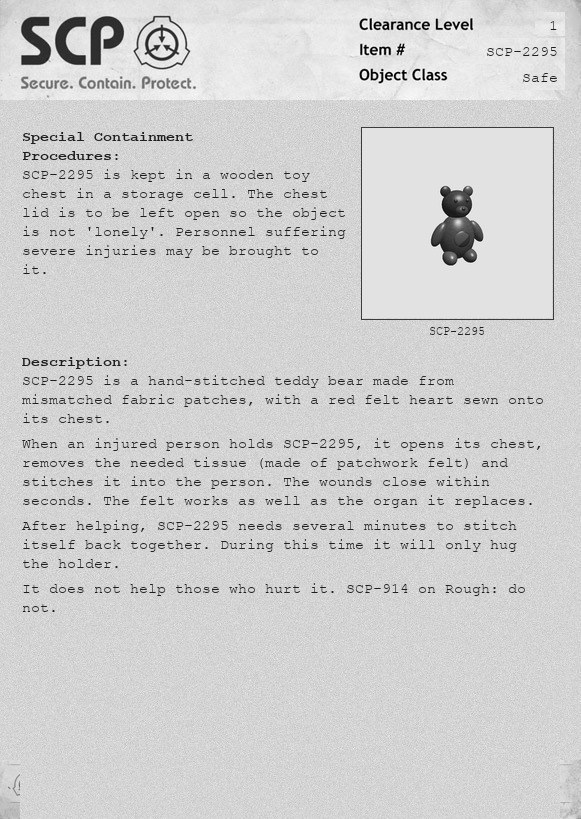 SCP
Secure. Contain. Protect.
Clearance Level 1
Item # SCP-2295
Object Class Safe
Special Containment
Procedures:
SCP-2295 is kept in a wooden toy
chest in a storage cell. The chest
lid is to be left open so the object
is not 'lonely'. Personnel suffering
severe injuries may be brought to
it.
SCP-2295
Description:
SCP-2295 is a hand-stitched teddy bear made from
mismatched fabric patches, with a red felt heart sewn onto
its chest.
When an injured person holds SCP-2295, it opens its chest,
removes the needed tissue (made of patchwork felt) and
stitches it into the person. The wounds close within
seconds. The felt works as well as the organ it replaces.
After helping, SCP-2295 needs several minutes to stitch
itself back together. During this time it will only hug
the holder.
It does not help those who hurt it. SCP-914 on Rough: do
not.